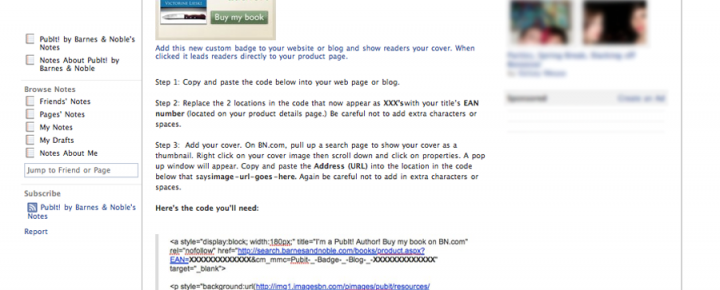 PubIt! by Barnes & Noble's
Notes
Notes About PubIt! by
Barnes & Noble
Browse Notes
Friends' Notes
Pages' Notes
My Notes
My Drafts
Notes About Me
Jump to Friend or Page
Subscribe
PubIt! by Barnes & Noble's
Notes
Report
Buy my book
Add this new custom badge to your website or blog and show readers your cover. When
clicked it leads readers directly to your product page.
Step 1: Copy and paste the code below into your web page or blog.
Step 2: Replace the 2 locations in the code that now appear as XXX'swith your title's EAN
number (located on your product details page.) Be careful not to add extra characters or
spaces.
Step 3:  Add your cover. On BN.com, pull up a search page to show your cover as a
thumbnail. Right click on your cover image then scroll down and click on properties. A pop
up window will appear. Copy and paste the Address (URL) into the location in the code
below that saysimage-url-goes-here. Again be careful not to add in extra characters or
spaces.
Here's the code you'll need:
<a style="display:block; width:180px;" title="I'm a PubIt! Author! Buy my book on BN.com"
rel="nofollow" href="http://search.barnesandnoble.com/books/product.aspx?
EAN=XXXXXXXXXXXXX&cm_mmc=PubIt-_-Badge-_-Blog_-XXXXXXXXXXXXX"
target="_blank">
<p style="background:url(http://img1.imagesbn.com/pimages/pubit/resources/
Sponsored
Create an Ad